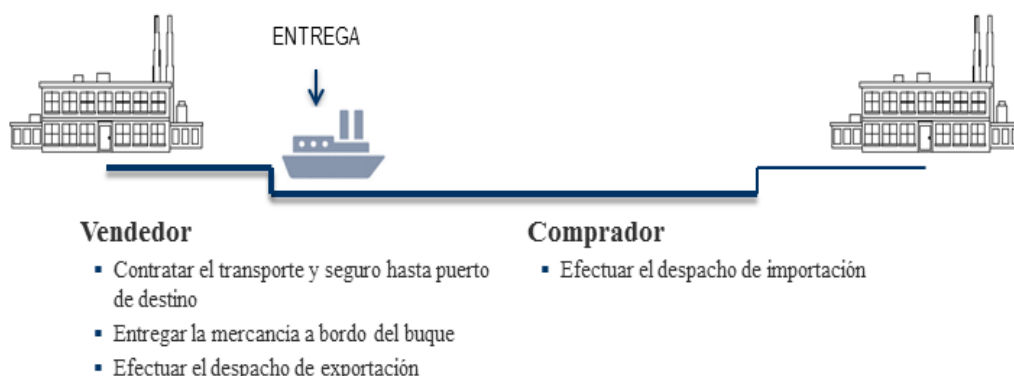 ENTREGA
Vendedor
▪ Contratar el transporte y seguro hasta puerto
de destino
▪ Entregar la mercancía a bordo del buque
▪ Efectuar el despacho de exportación
Comprador
▪ Efectuar el despacho de importación